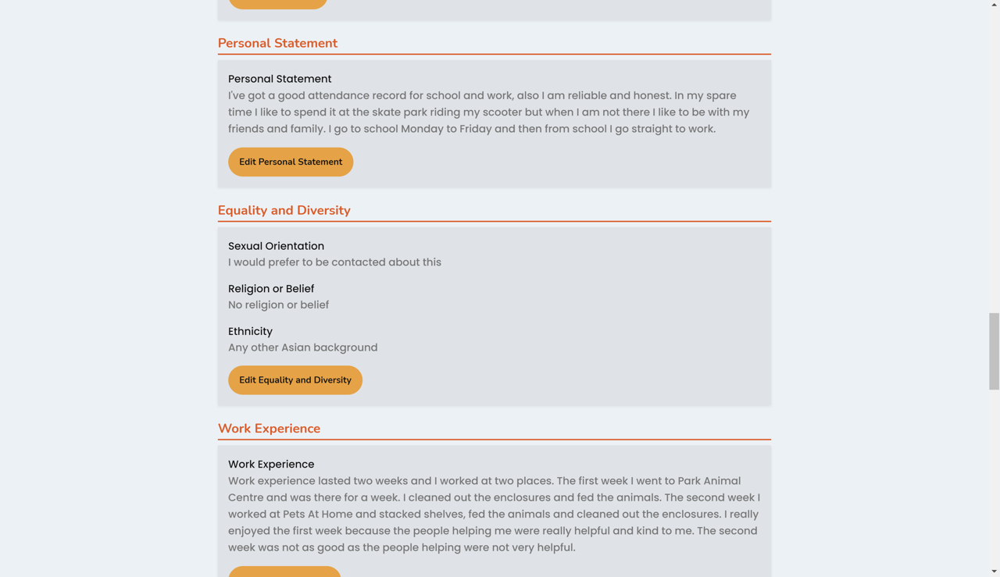 Personal Statement
Personal Statement
I've got a good attendance record for school and work, also I am reliable and honest. In my spare
time I like to spend it at the skate park riding my scooter but when I am not there I like to be with my
friends and family. I go to school Monday to Friday and then from school I go straight to work.
Edit Personal Statement
Equality and Diversity
Sexual Orientation
I would prefer to be contacted about this
Religion or Belief
No religion or belief
Ethnicity
Any other Asian background
Edit Equality and Diversity
Work Experience
Work Experience
Work experience lasted two weeks and I worked at two places. The first week I went to Park Animal
Centre and was there for a week. I cleaned out the enclosures and fed the animals. The second week I
worked at Pets At Home and stacked shelves, fed the animals and cleaned out the enclosures. I really
enjoyed the first week because the people helping me were really helpful and kind to me. The second
week was not as good as the people helping were not very helpful.